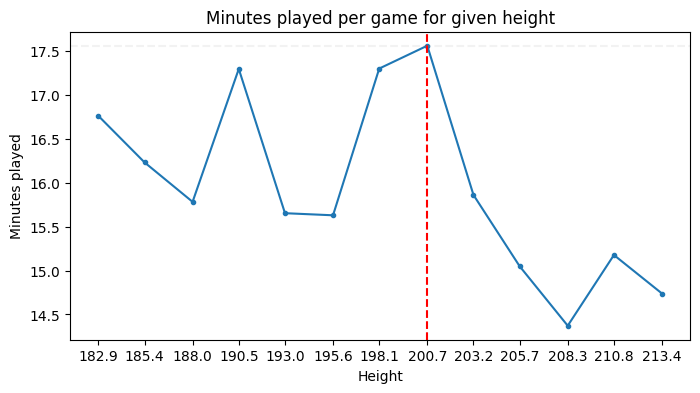 Minutes played per game for given height
Minutes played
17.5
17.0
16.5
16.0
15.5
15.0
14.5
182.9 185.4 188.0 190.5 193.0 195.6 198.1 200.7 203.2 205.7 208.3 210.8 213.4
Height